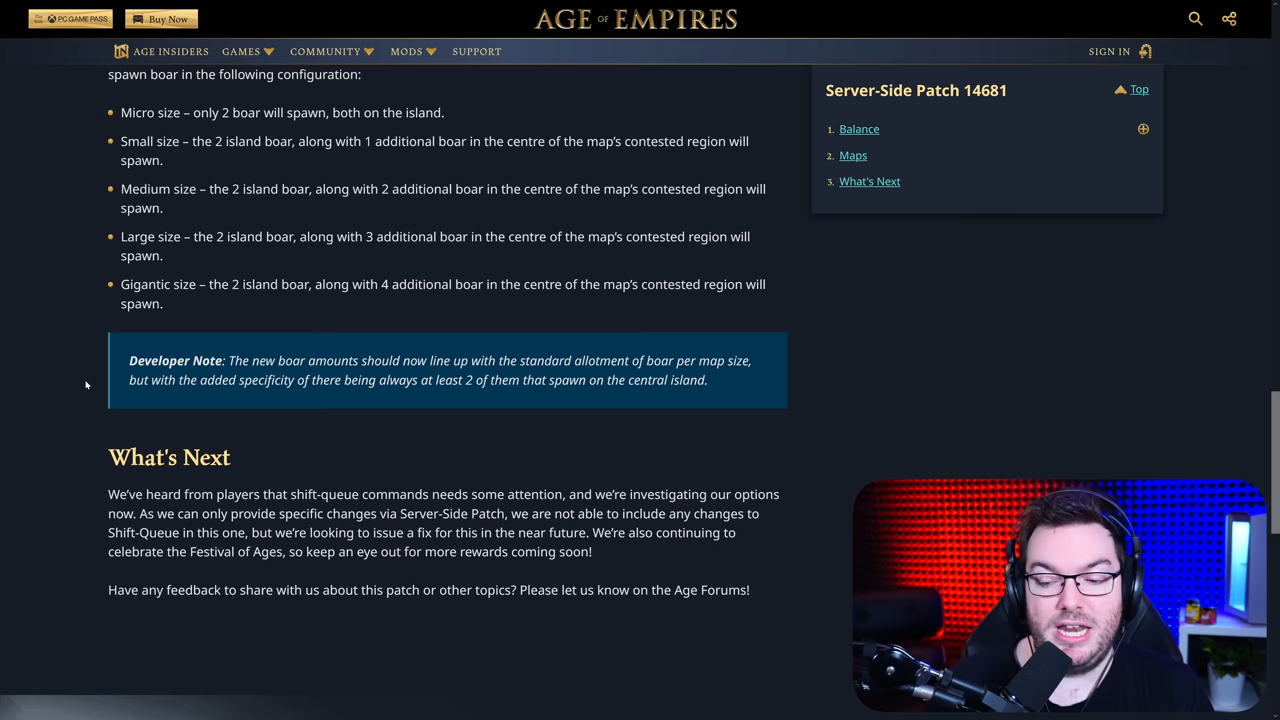 PC GAME PASS
Buy Now
AGE OF EMPIRES
AGE INSIDERS
GAMES
COMMUNITY
MODS
SUPPORT
SIGN IN
spawn boar in the following configuration:
Micro size – only 2 boar will spawn, both on the island.
Small size – the 2 island boar, along with 1 additional boar in the centre of the map's contested region will
spawn.
Medium size – the 2 island boar, along with 2 additional boar in the centre of the map's contested region will
spawn.
Large size – the 2 island boar, along with 3 additional boar in the centre of the map's contested region will
spawn.
Gigantic size – the 2 island boar, along with 4 additional boar in the centre of the map's contested region will
spawn.
Developer Note: The new boar amounts should now line up with the standard allotment of boar per map size,
but with the added specificity of there being always at least 2 of them that spawn on the central island.
What's Next
We've heard from players that shift-queue commands needs some attention, and we're investigating our options
now. As we can only provide specific changes via Server-Side Patch, we are not able to include any changes to
Shift-Queue in this one, but we're looking to issue a fix for this in the near future. We're also continuing to
celebrate the Festival of Ages, so keep an eye out for more rewards coming soon!
Have any feedback to share with us about this patch or other topics? Please let us know on the Age Forums!
Server-Side Patch 14681
Top
1. Balance
2. Maps
3. What's Next